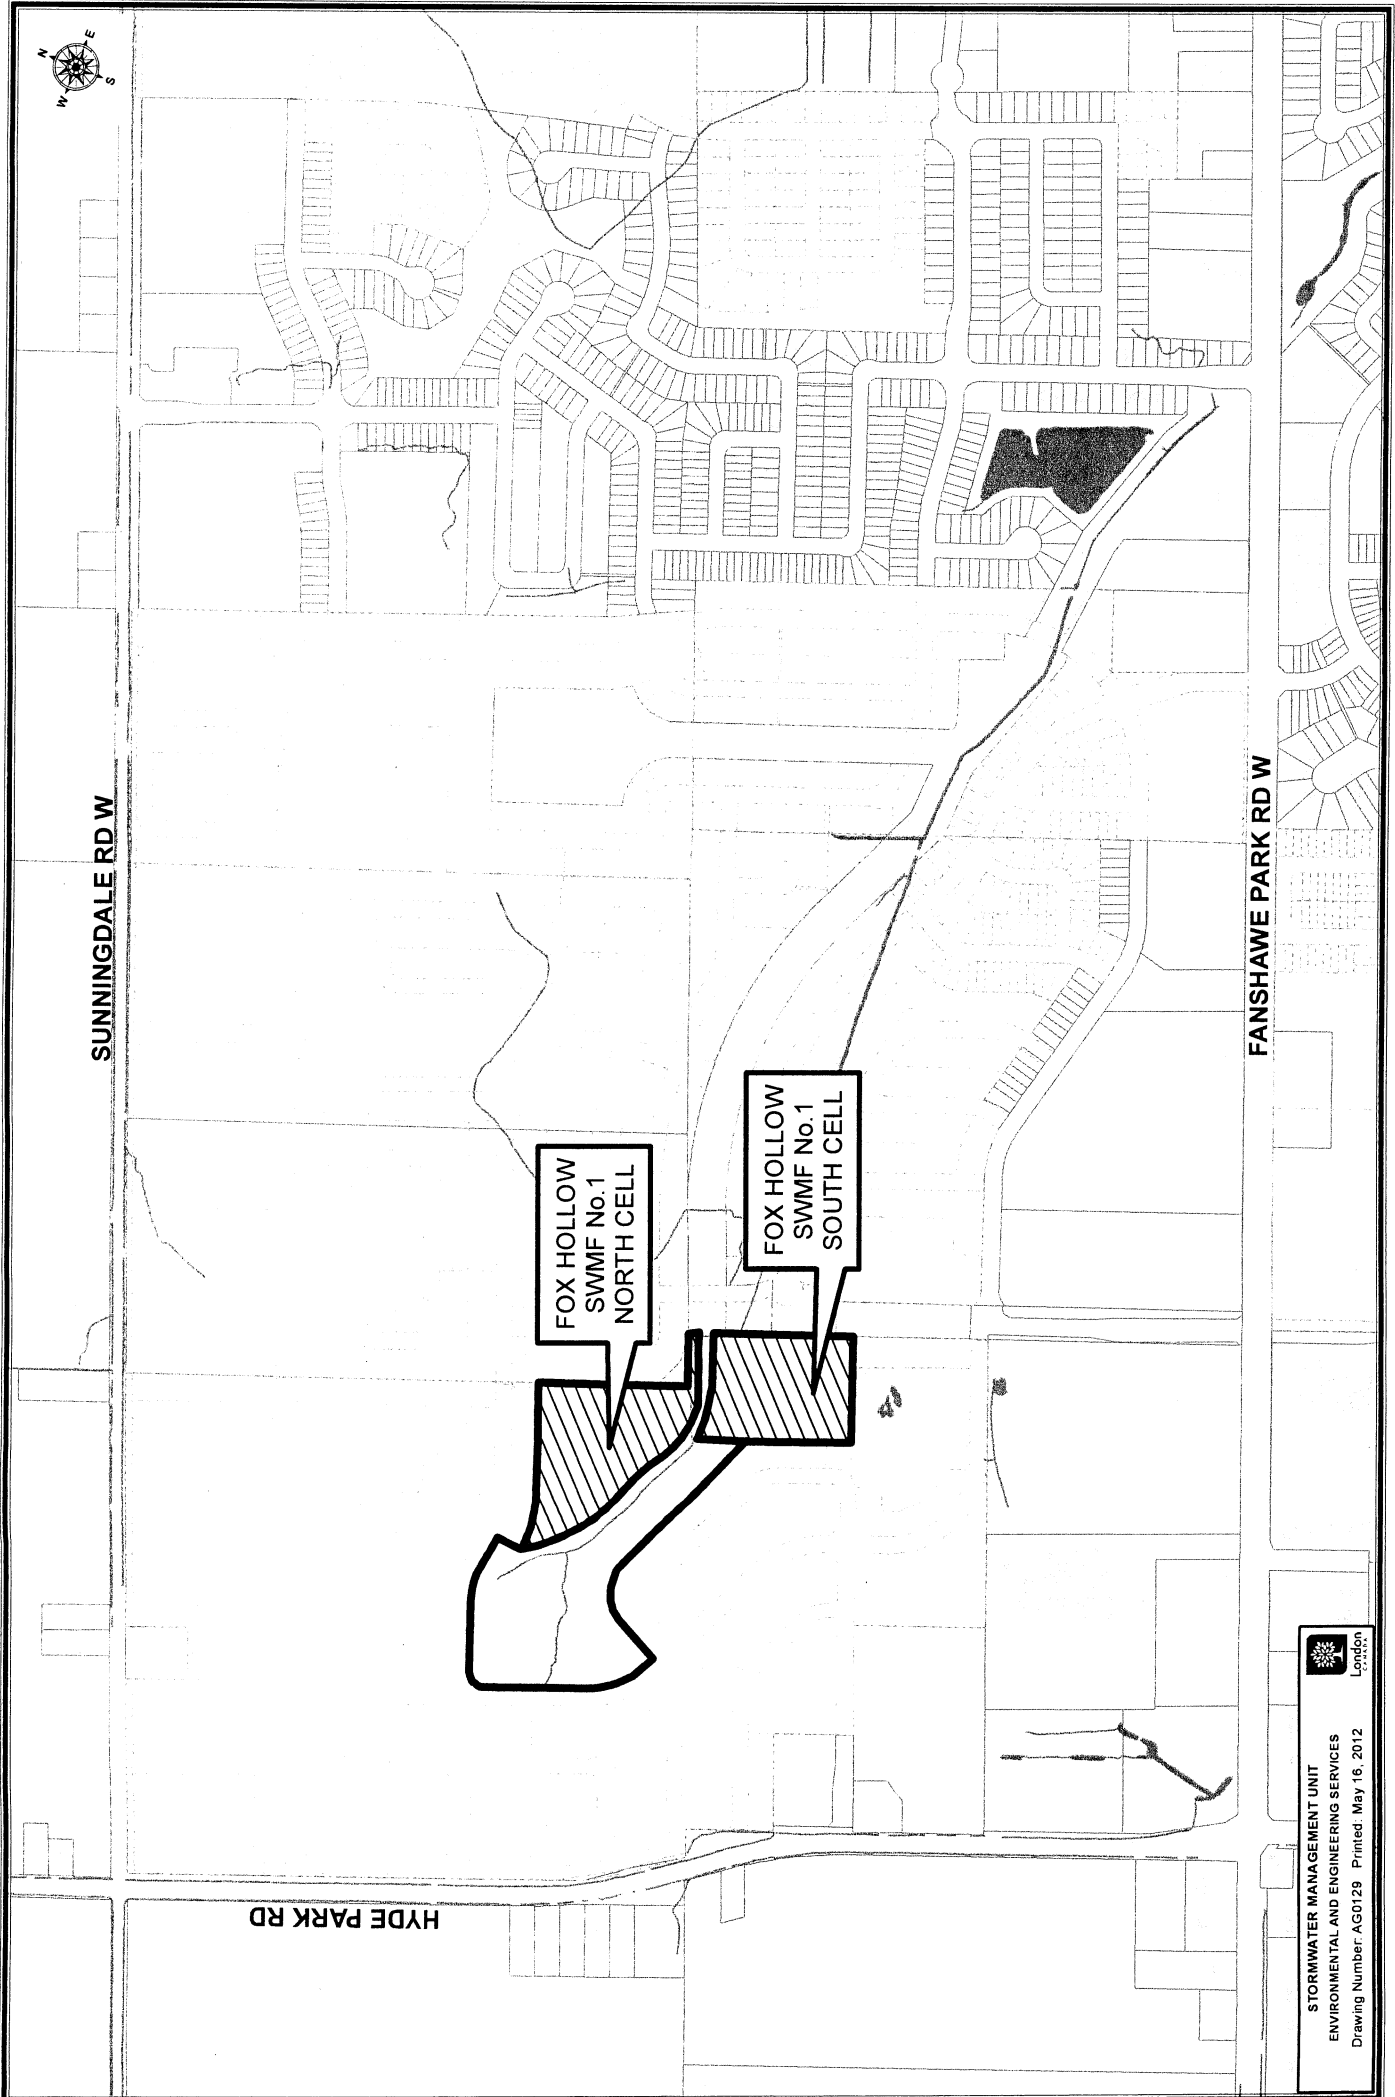 N
E
S
W
SUNNINGDALE RD W
FOX HOLLOW
SWMF No.1
NORTH CELL
FOX HOLLOW
SWMF No.1
SOUTH CELL
FANSHAWE PARK RD W
HYDE PARK RD
STORMWATER MANAGEMENT UNIT
ENVIRONMENTAL AND ENGINEERING SERVICES
Drawing Number: AG0129 Printed: May 16, 2012
London
CANADA